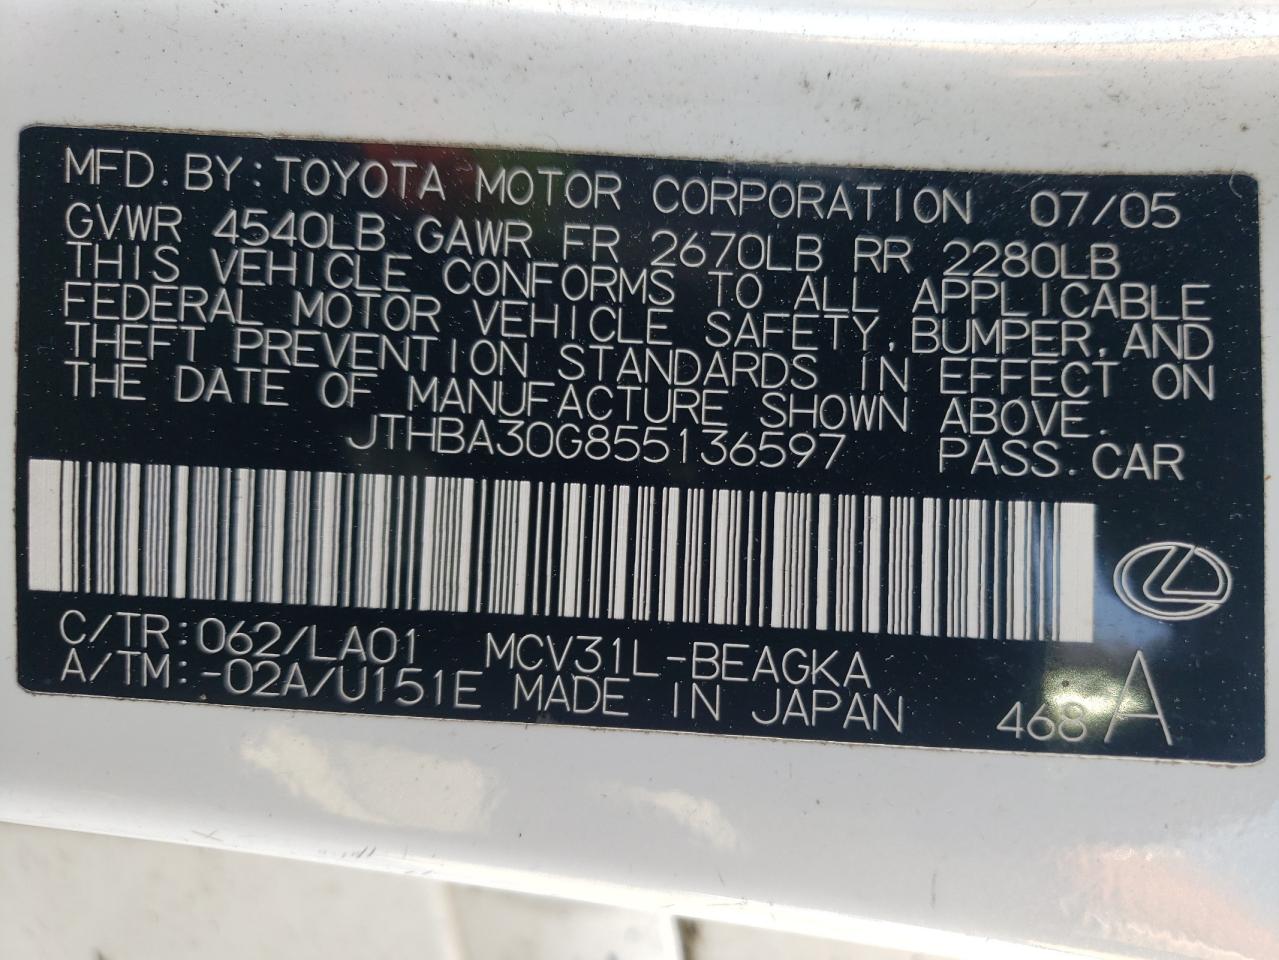 MFD.BY:TOYOTA MOTOR CORPORATION 07/05
GVWR 4540LB GAWR FR 2670LB RR 2280LB
THIS VEHICLE CONFORMS TO ALL APPLICABLE
FEDERAL MOTOR VEHICLE SAFETY,BUMPER,AND
THEFT PREVENTION STANDARDS IN EFFECT ON
THE DATE OF MANUFACTURE SHOWN ABOVE.
JTHBA30G855136597 PASS.CAR
C/TR:062/LA01 MCV31L-BEAGKA
A/TM:-02A/U151E MADE IN JAPAN 468 A